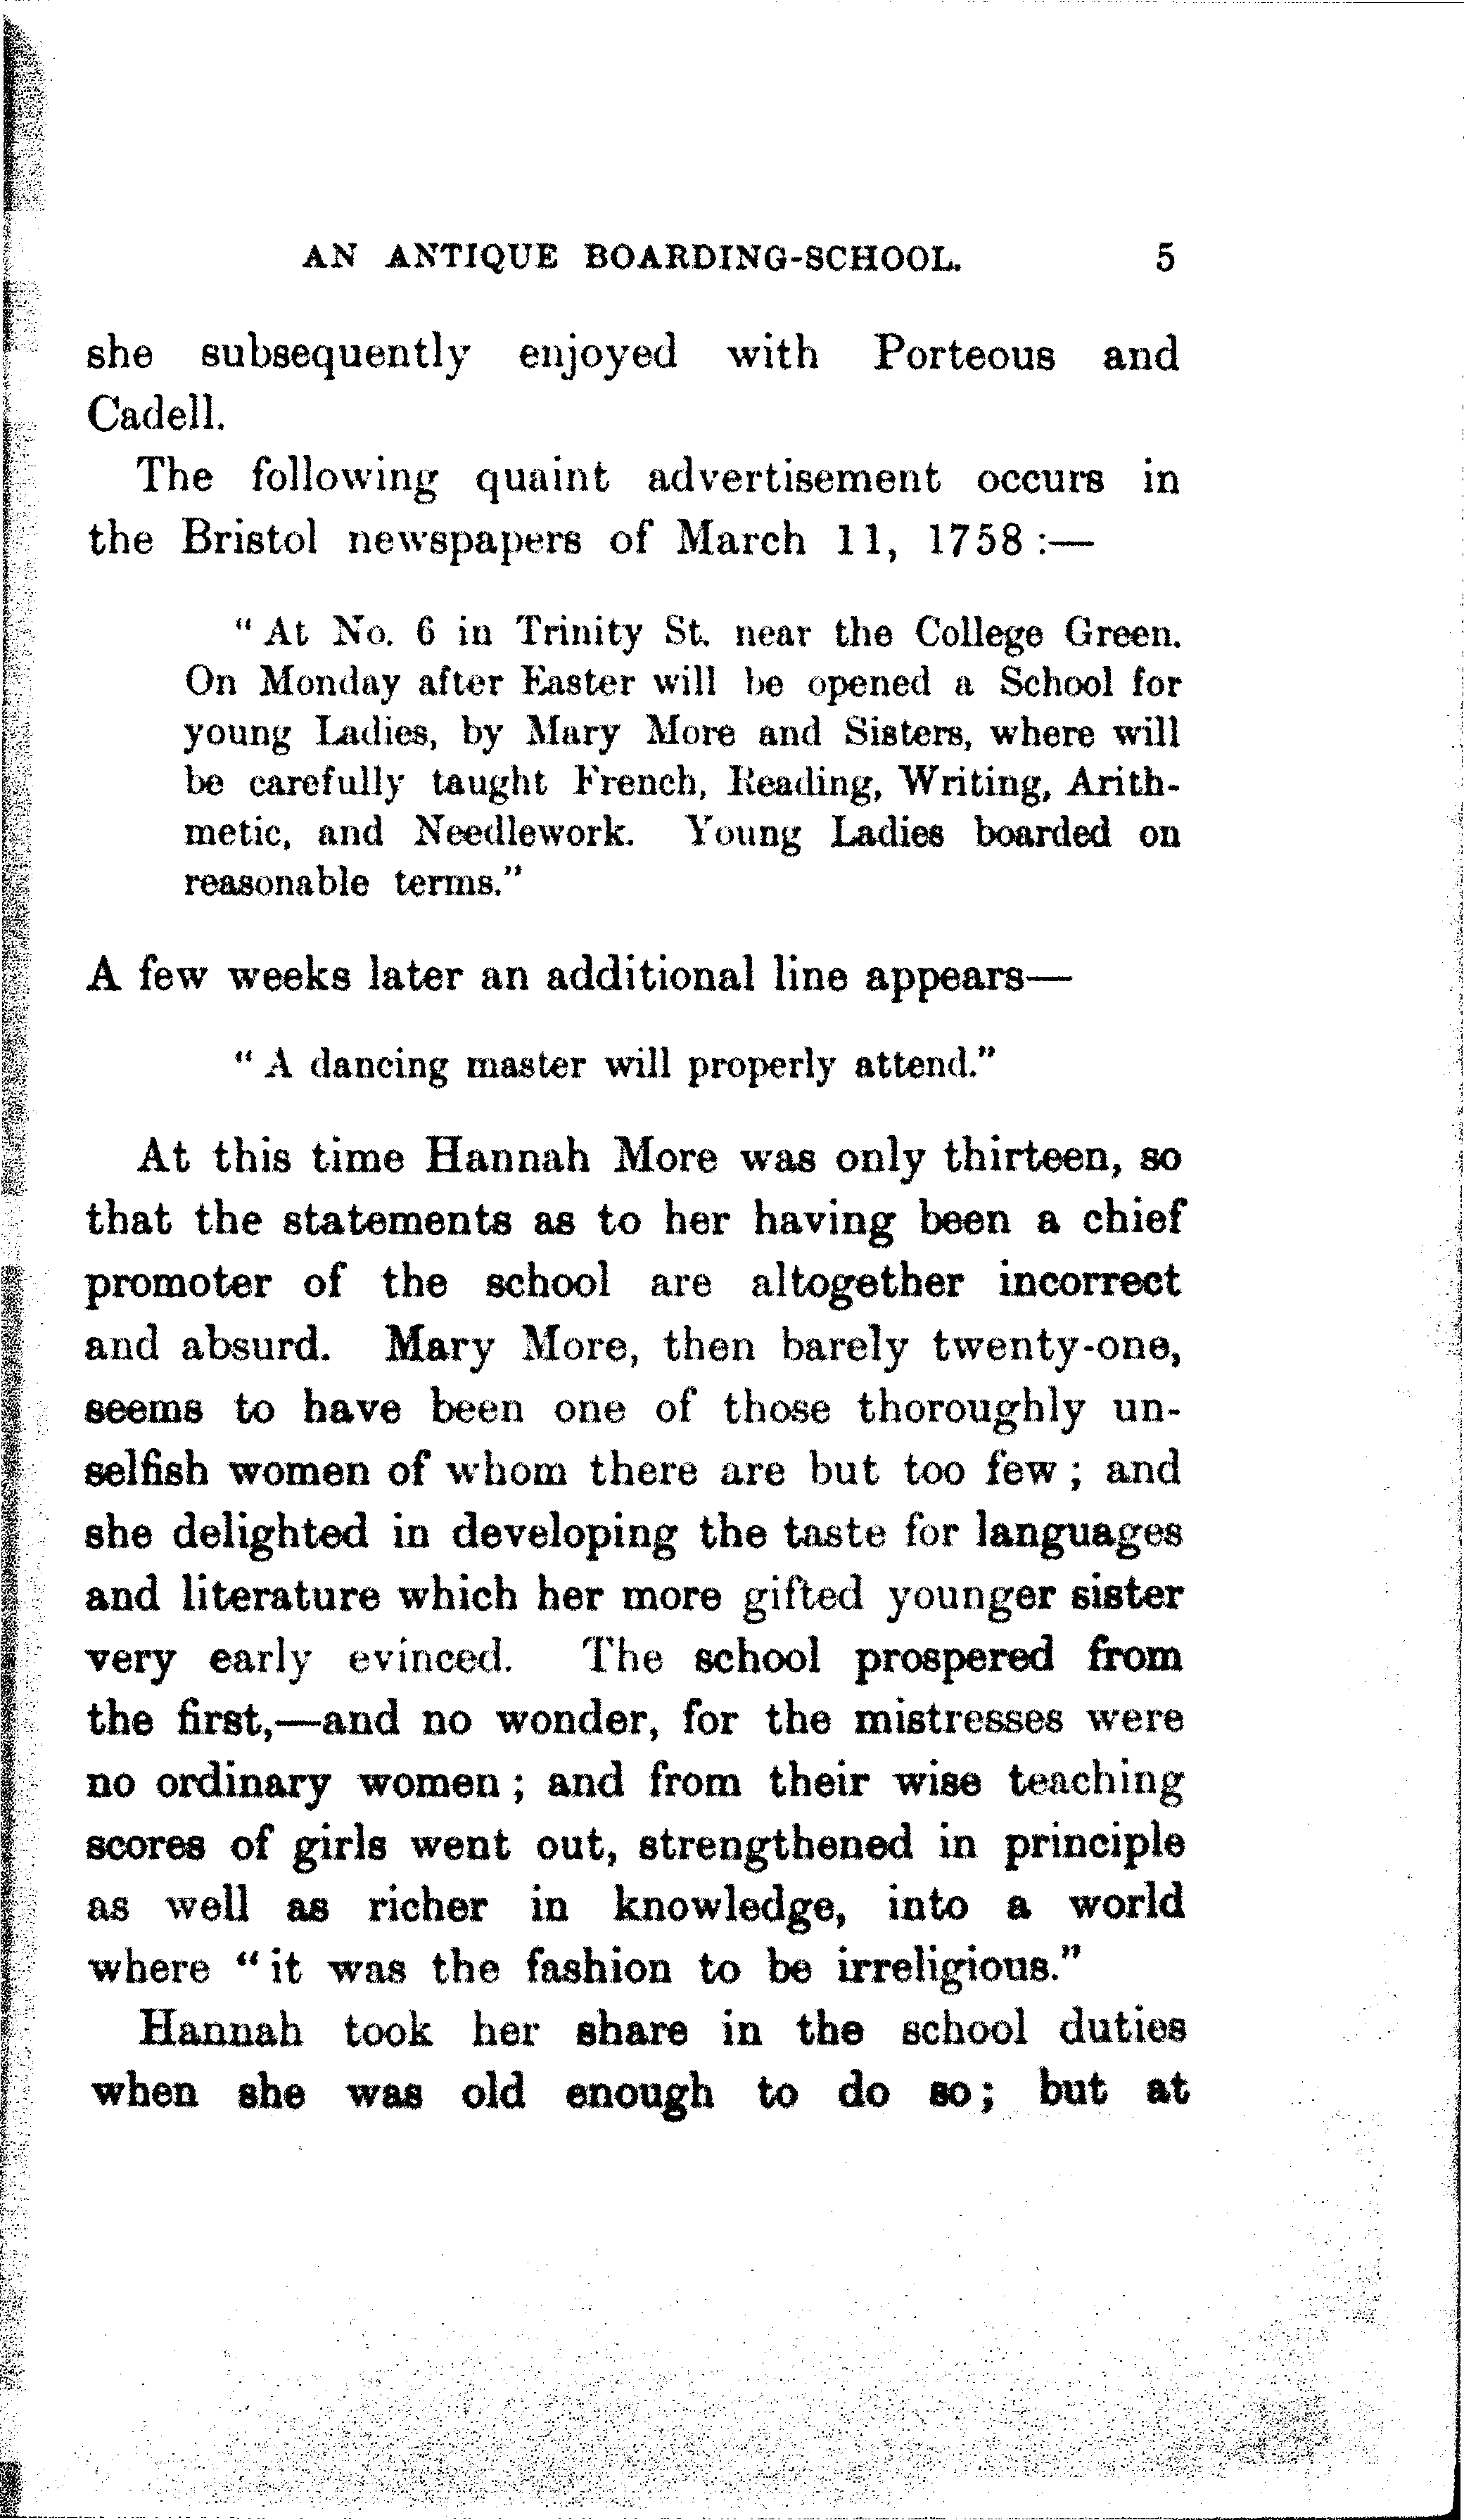 AN ANTIQUE BOARDING-SCHOOL. 5
she subsequently enjoyed with Porteous and
Cadell.
The following quaint advertisement occurs in
the Bristol newspapers of March 11, 1758 :—
" At No. 6 in Trinity St. near the College Green.
On Monday after Easter will be opened a School for
young Ladies, by Mary More and Sisters, where will
be carefully taught French, Reading, Writing, Arith-
metic, and Needlework. Young Ladies boarded on
reasonable terms."
A few weeks later an additional line appears—
" A dancing master will properly attend."
At this time Hannah More was only thirteen, so
that the statements as to her having been a chief
promoter of the school are altogether incorrect
and absurd. Mary More, then barely twenty-one,
seems to have been one of those thoroughly un-
selfish women of whom there are but too few ; and
she delighted in developing the taste for languages
and literature which her more gifted younger sister
very early evinced. The school prospered from
the first,—and no wonder, for the mistresses were
no ordinary women ; and from their wise teaching
scores of girls went out, strengthened in principle
as well as richer in knowledge, into a world
where " it was the fashion to be irreligious."
Hannah took her share in the school duties
when she was old enough to do so ; but at